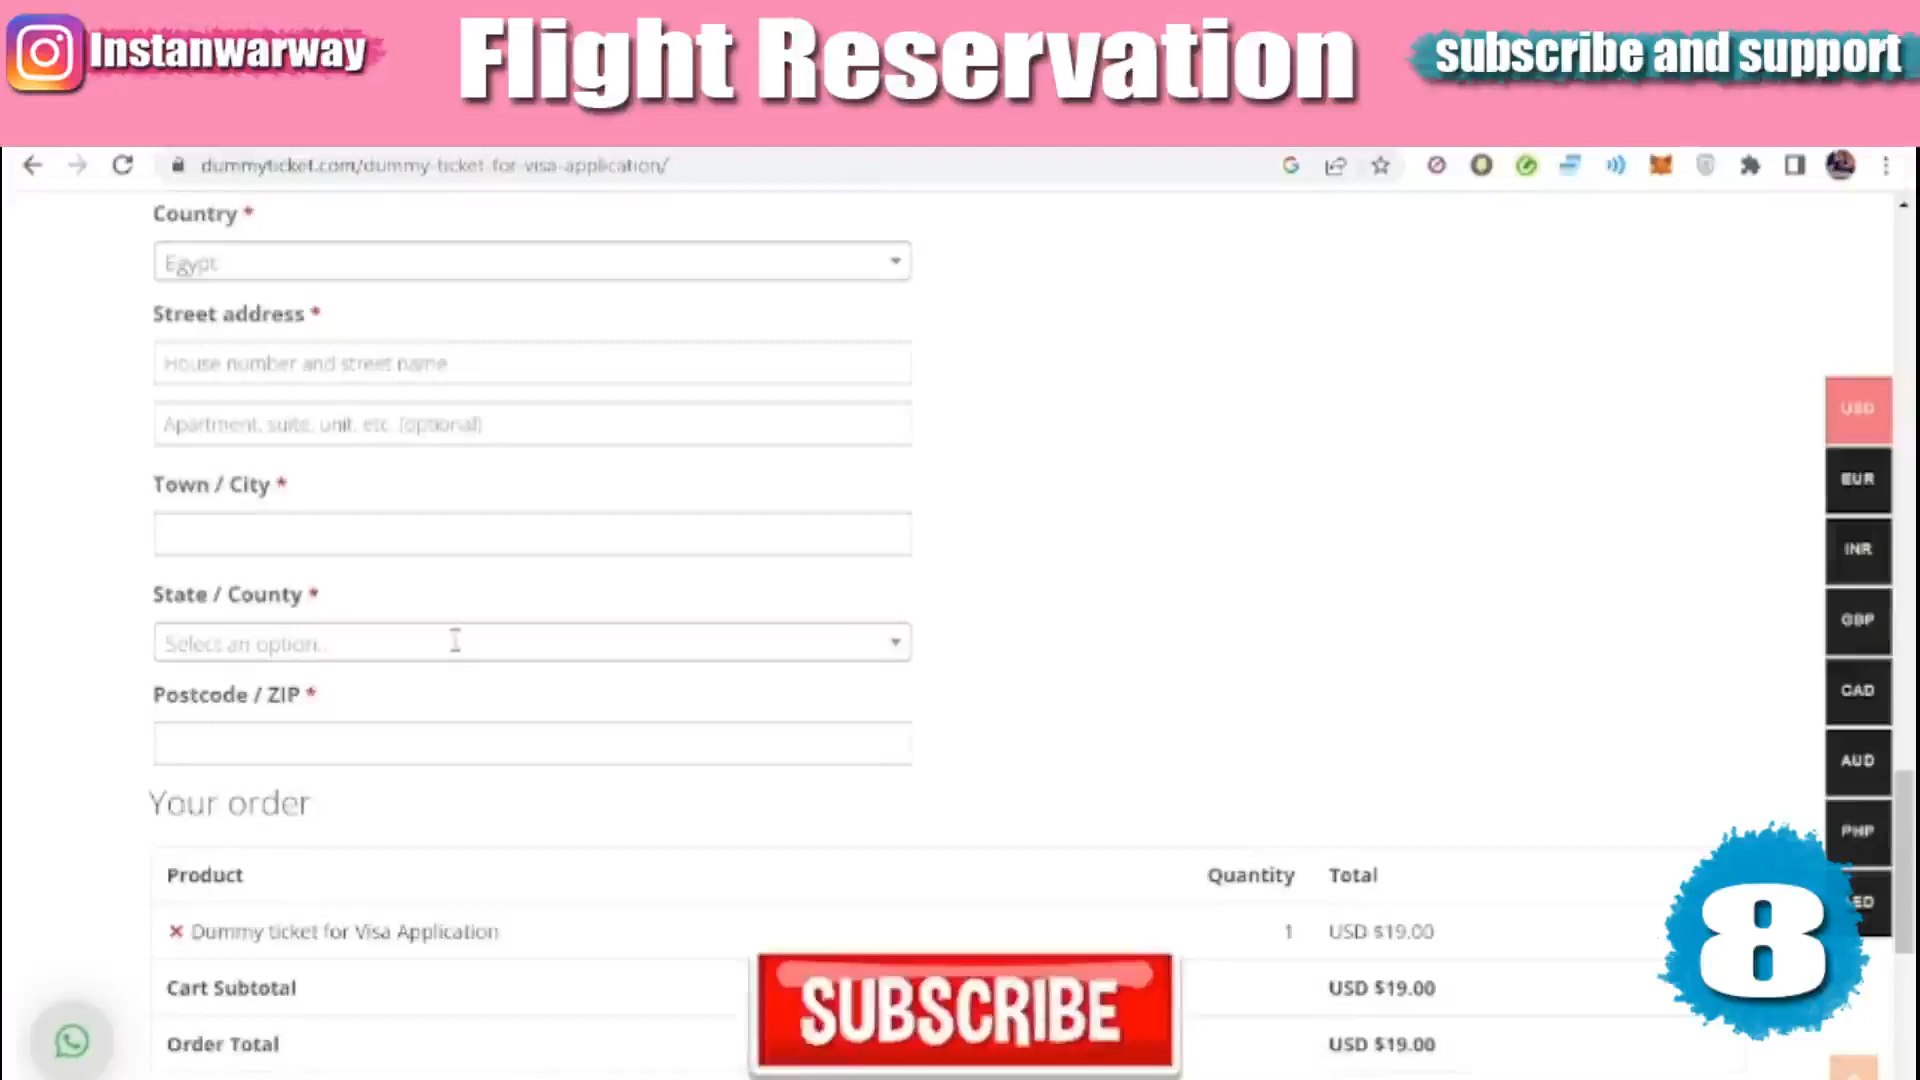 Instanwarway
Flight Reservation
subscribe and support
dummyticket.com/dummy-ticket-for-visa-application/
Country *
Egypt
Street address *
House number and street name
Apartment, suite, unit, etc. (optional)
Town / City *
State / County *
Select an option...
Postcode / ZIP *
Your order
Product Quantity Total
× Dummy ticket for Visa Application 1 USD $19.00
Cart Subtotal USD $19.00
Order Total USD $19.00
USD
EUR
INR
GBP
CAD
AUD
PHP
8
SUBSCRIBE